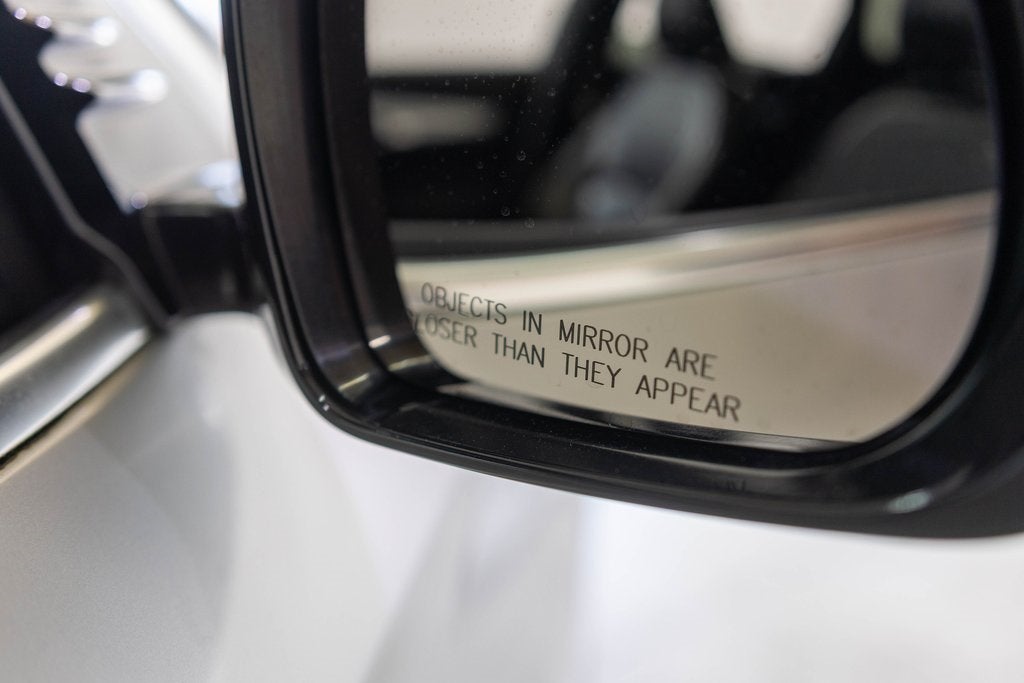 OBJECTS IN MIRROR ARE
CLOSER THAN THEY APPEAR